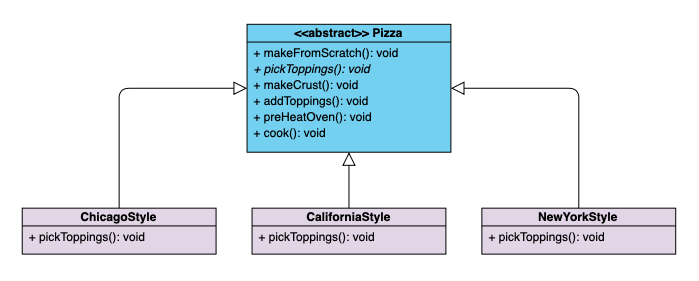 <<abstract>> Pizza
+ makeFromScratch(): void
+ pickToppings(): void
+ makeCrust(): void
+ addToppings(): void
+ preHeatOven(): void
+ cook(): void
ChicagoStyle
+ pickToppings(): void
CaliforniaStyle
+ pickToppings(): void
NewYorkStyle
+ pickToppings(): void